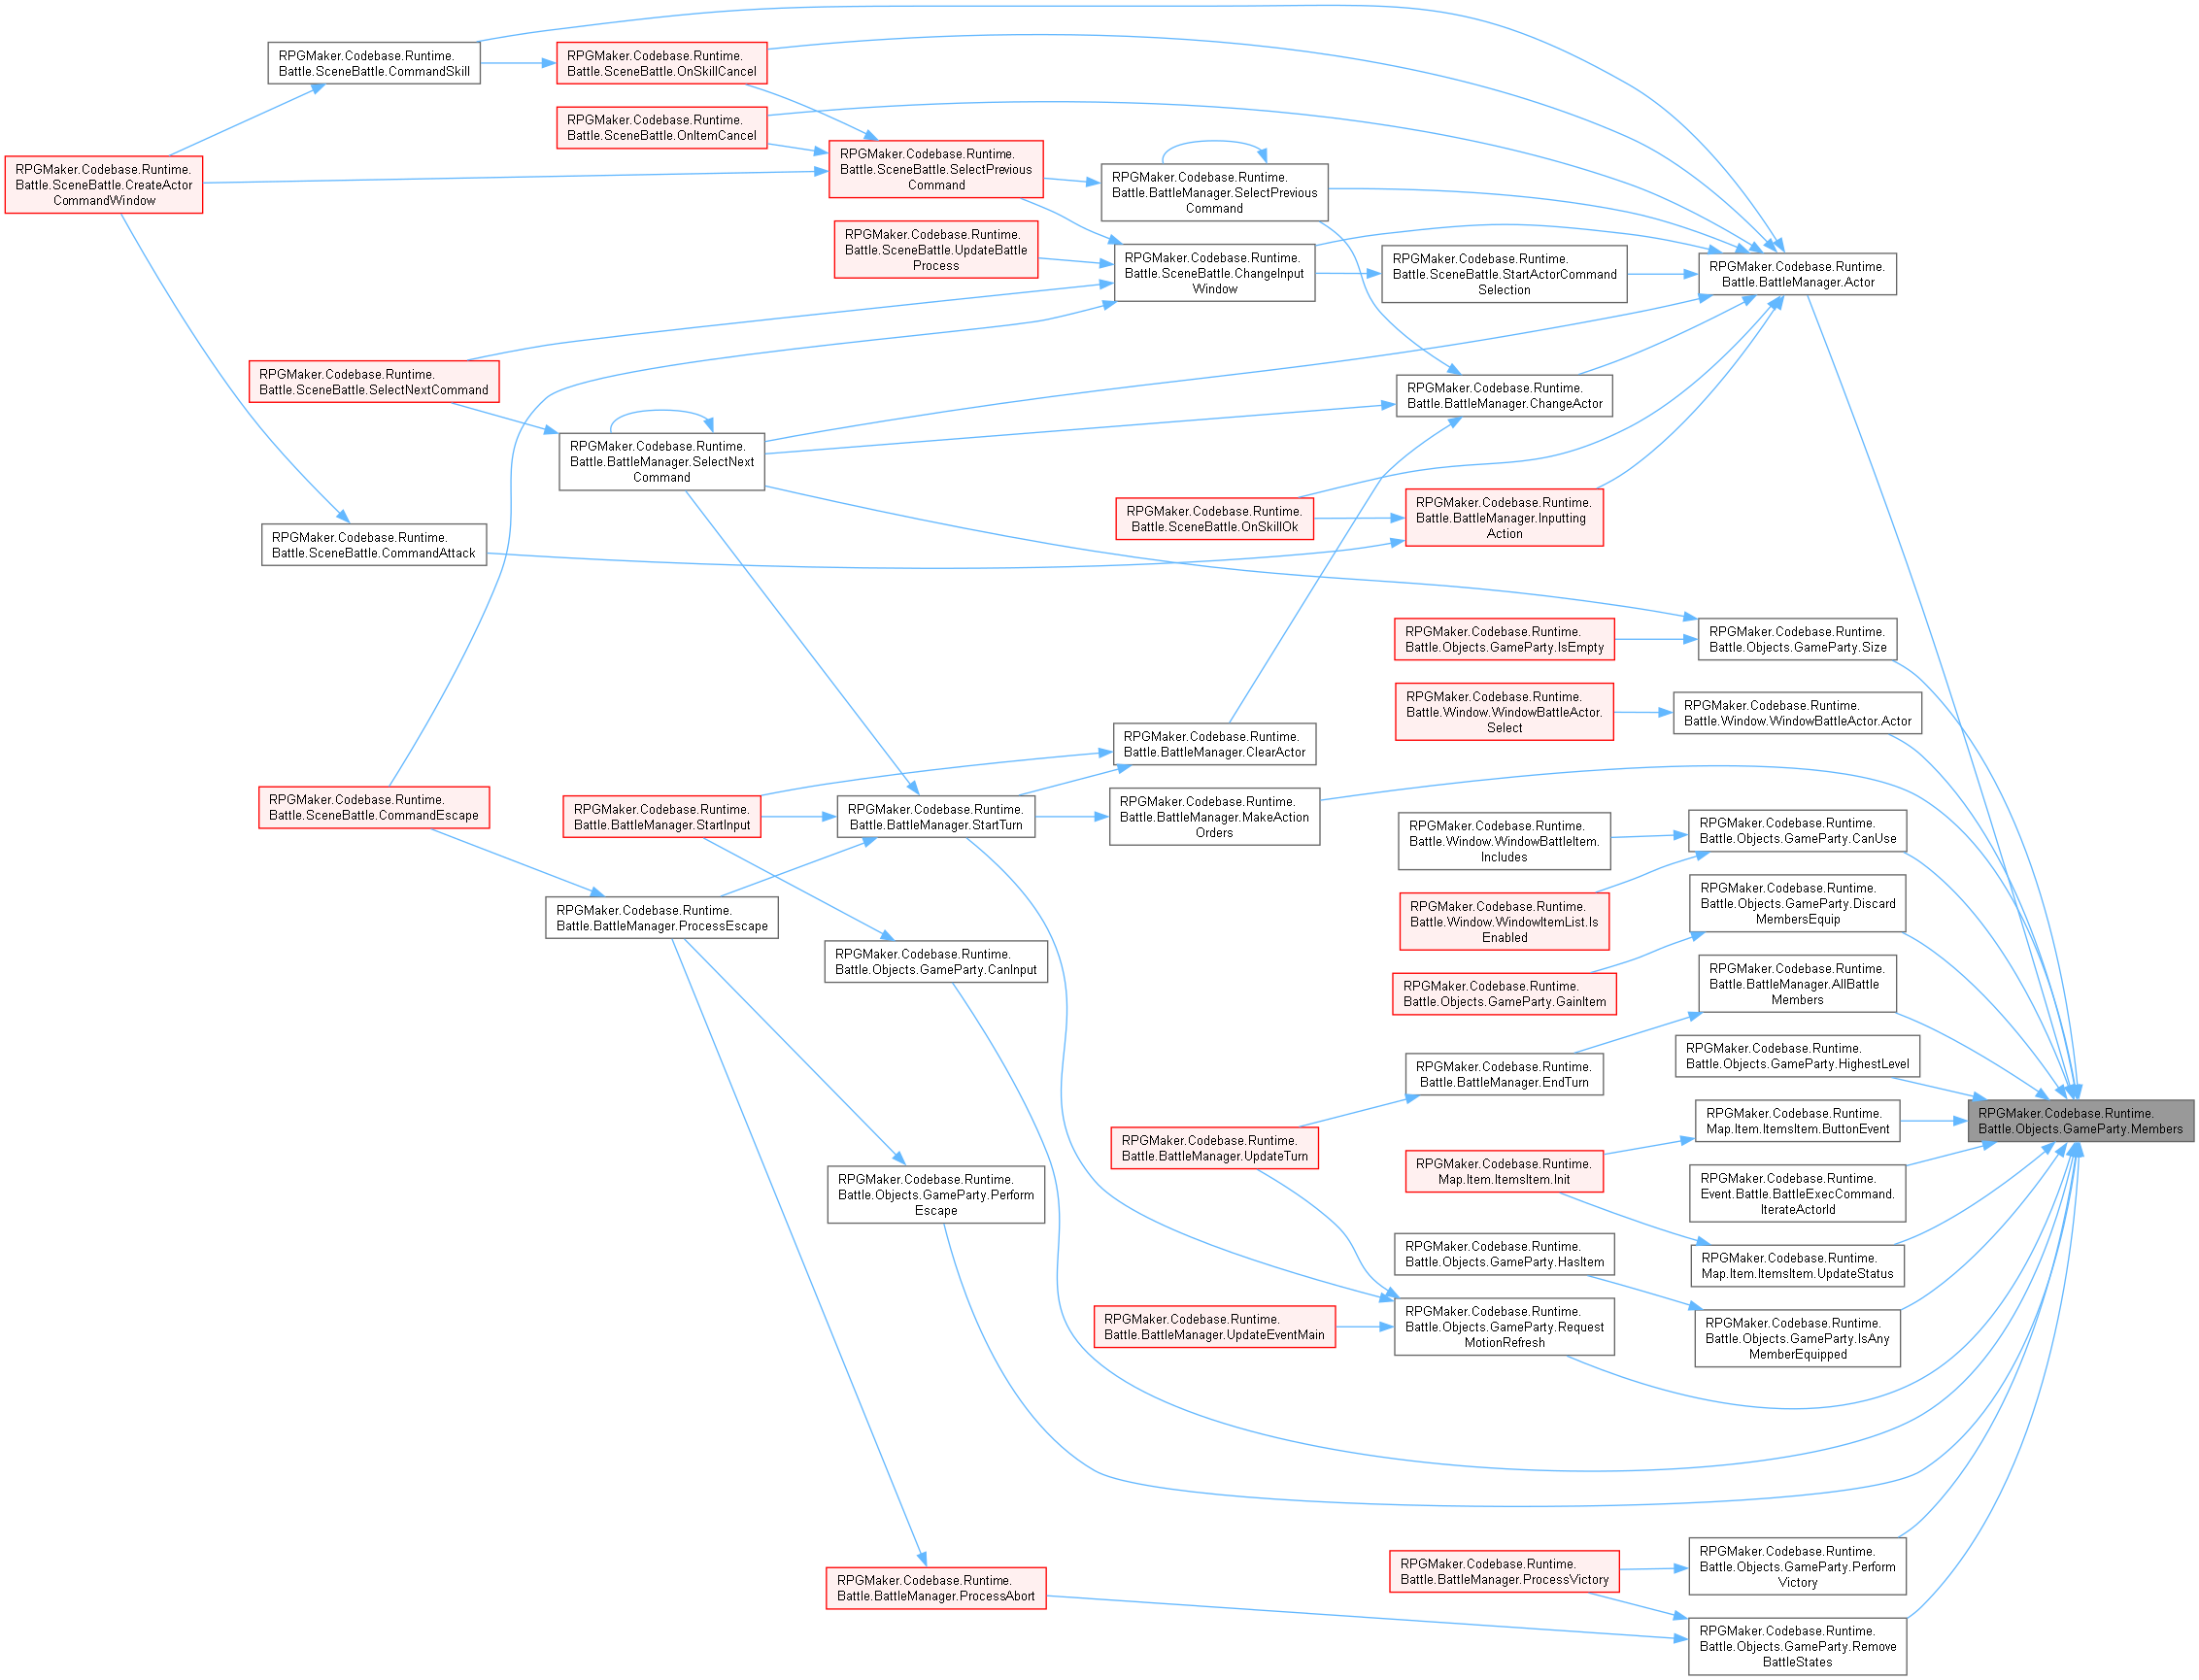 RPGMaker.Codebase.Runtime.
Battle.SceneBattle.CommandSkill
RPGMaker.Codebase.Runtime.
Battle.SceneBattle.OnSkillCancel
RPGMaker.Codebase.Runtime.
Battle.SceneBattle.OnItemCancel
RPGMaker.Codebase.Runtime.
Battle.SceneBattle.CreateActor
CommandWindow
RPGMaker.Codebase.Runtime.
Battle.SceneBattle.SelectPrevious
Command
RPGMaker.Codebase.Runtime.
Battle.BattleManager.SelectPrevious
Command
RPGMaker.Codebase.Runtime.
Battle.SceneBattle.UpdateBattle
Process
RPGMaker.Codebase.Runtime.
Battle.SceneBattle.ChangeInput
Window
RPGMaker.Codebase.Runtime.
Battle.SceneBattle.StartActorCommand
Selection
RPGMaker.Codebase.Runtime.
Battle.BattleManager.Actor
RPGMaker.Codebase.Runtime.
Battle.SceneBattle.SelectNextCommand
RPGMaker.Codebase.Runtime.
Battle.BattleManager.ChangeActor
RPGMaker.Codebase.Runtime.
Battle.BattleManager.SelectNext
Command
RPGMaker.Codebase.Runtime.
Battle.SceneBattle.OnSkillOk
RPGMaker.Codebase.Runtime.
Battle.BattleManager.Inputting
Action
RPGMaker.Codebase.Runtime.
Battle.SceneBattle.CommandAttack
RPGMaker.Codebase.Runtime.
Battle.Objects.GameParty.IsEmpty
RPGMaker.Codebase.Runtime.
Battle.Objects.GameParty.Size
RPGMaker.Codebase.Runtime.
Battle.Window.WindowBattleActor.
Select
RPGMaker.Codebase.Runtime.
Battle.Window.WindowBattleActor.Actor
RPGMaker.Codebase.Runtime.
Battle.BattleManager.ClearActor
RPGMaker.Codebase.Runtime.
Battle.SceneBattle.CommandEscape
RPGMaker.Codebase.Runtime.
Battle.BattleManager.StartInput
RPGMaker.Codebase.Runtime.
Battle.BattleManager.StartTurn
RPGMaker.Codebase.Runtime.
Battle.BattleManager.MakeAction
Orders
RPGMaker.Codebase.Runtime.
Battle.Window.WindowBattleItem.
Includes
RPGMaker.Codebase.Runtime.
Battle.Objects.GameParty.CanUse
RPGMaker.Codebase.Runtime.
Battle.Window.WindowItemList.Is
Enabled
RPGMaker.Codebase.Runtime.
Battle.Objects.GameParty.Discard
MembersEquip
RPGMaker.Codebase.Runtime.
Battle.BattleManager.ProcessEscape
RPGMaker.Codebase.Runtime.
Battle.Objects.GameParty.CanInput
RPGMaker.Codebase.Runtime.
Battle.Objects.GameParty.GainItem
RPGMaker.Codebase.Runtime.
Battle.BattleManager.AllBattle
Members
RPGMaker.Codebase.Runtime.
Battle.BattleManager.EndTurn
RPGMaker.Codebase.Runtime.
Battle.Objects.GameParty.HighestLevel
RPGMaker.Codebase.Runtime.
Battle.Objects.GameParty.Members
RPGMaker.Codebase.Runtime.
Battle.BattleManager.UpdateTurn
RPGMaker.Codebase.Runtime.
Map.Item.ItemsItem.ButtonEvent
RPGMaker.Codebase.Runtime.
Map.Item.ItemsItem.Init
RPGMaker.Codebase.Runtime.
Event.Battle.BattleExecCommand.
IterateActorId
RPGMaker.Codebase.Runtime.
Battle.Objects.GameParty.Perform
Escape
RPGMaker.Codebase.Runtime.
Battle.Objects.GameParty.HasItem
RPGMaker.Codebase.Runtime.
Map.Item.ItemsItem.UpdateStatus
RPGMaker.Codebase.Runtime.
Battle.BattleManager.UpdateEventMain
RPGMaker.Codebase.Runtime.
Battle.Objects.GameParty.Request
MotionRefresh
RPGMaker.Codebase.Runtime.
Battle.Objects.GameParty.IsAny
MemberEquipped
RPGMaker.Codebase.Runtime.
Battle.BattleManager.ProcessAbort
RPGMaker.Codebase.Runtime.
Battle.BattleManager.ProcessVictory
RPGMaker.Codebase.Runtime.
Battle.Objects.GameParty.Perform
Victory
RPGMaker.Codebase.Runtime.
Battle.Objects.GameParty.Remove
BattleStates